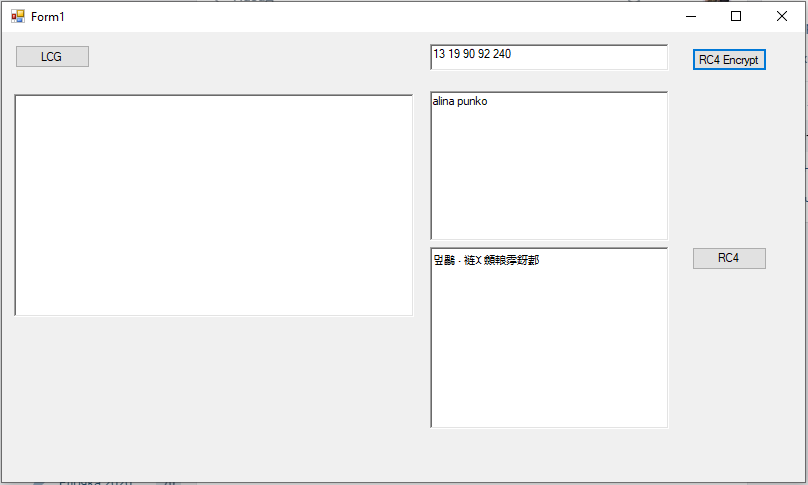 Form1
LCG
13 19 90 92 240
RC4 Encrypt
alina punko
RC4